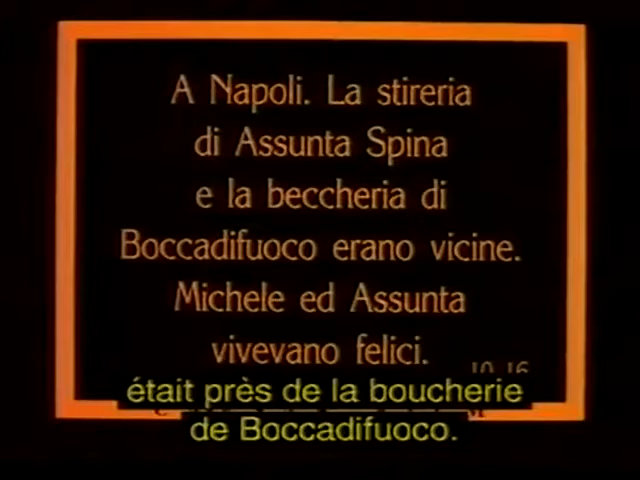 A Napoli. La stireria
di Assunta Spina
e la beccheria di
Boccadifuoco erano vicine.
Michele ed Assunta
vivevano felici.
10 16
était près de la boucherie
de Boccadifuoco.